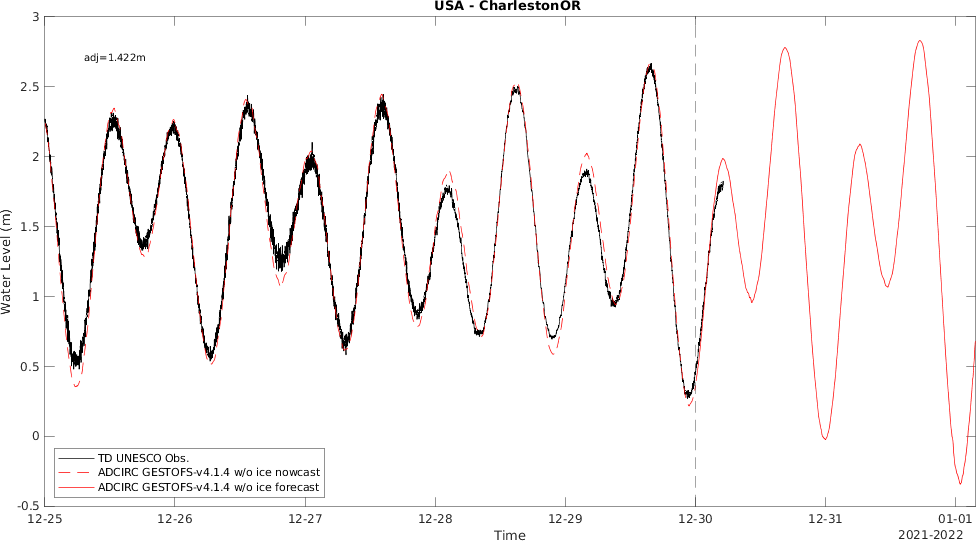 USA - CharlestonOR
adj=1.422m
3
2.5
2
1.5
1
0.5
0
-0.5
Water Level (m)
TD UNESCO Obs.
ADCIRC GESTOFS-v4.1.4 w/o ice nowcast
ADCIRC GESTOFS-v4.1.4 w/o ice forecast
12-25 12-26 12-27 12-28 12-29 12-30 12-31 01-01
Time
2021-2022